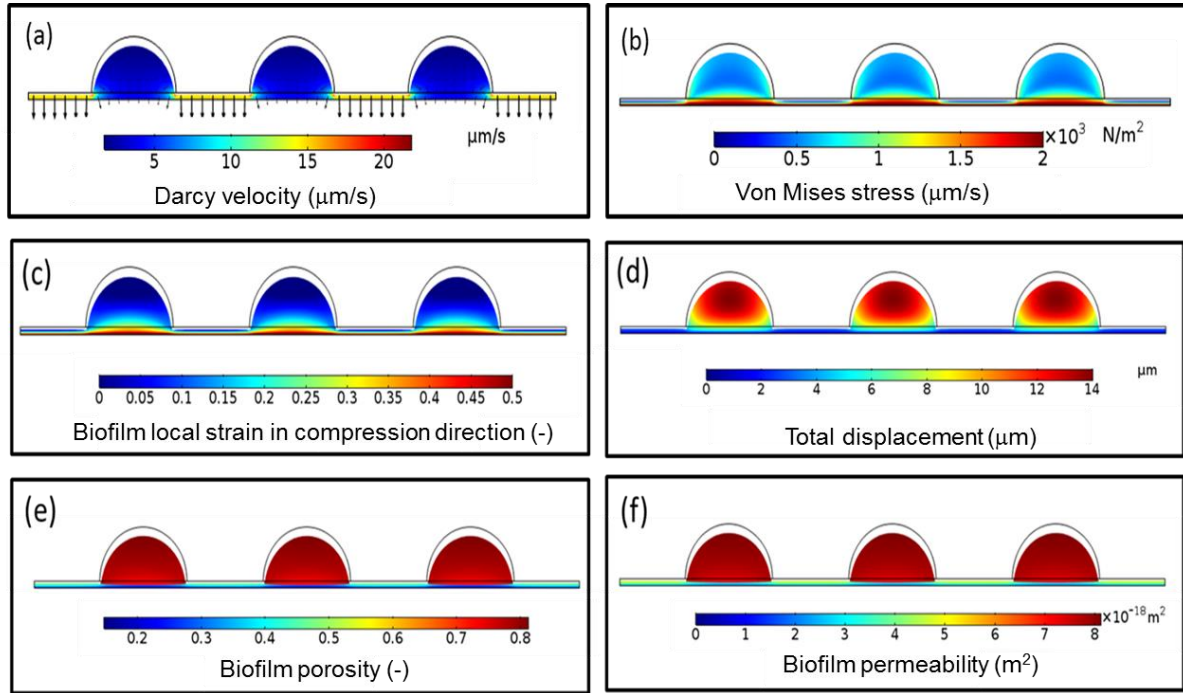 (a)
μm/s
5 10 15 20
Darcy velocity (μm/s)
(b)
×10³ N/m²
0 0.5 1 1.5 2
Von Mises stress (μm/s)
(c)
0 0.05 0.1 0.15 0.2 0.25 0.3 0.35 0.4 0.45 0.5
Biofilm local strain in compression direction (-)
(d)
μm
0 2 4 6 8 10 12 14
Total displacement (μm)
(e)
0.2 0.3 0.4 0.5 0.6 0.7 0.8
Biofilm porosity (-)
(f)
×10⁻¹⁸ m²
0 1 2 3 4 5 6 7 8
Biofilm permeability (m²)